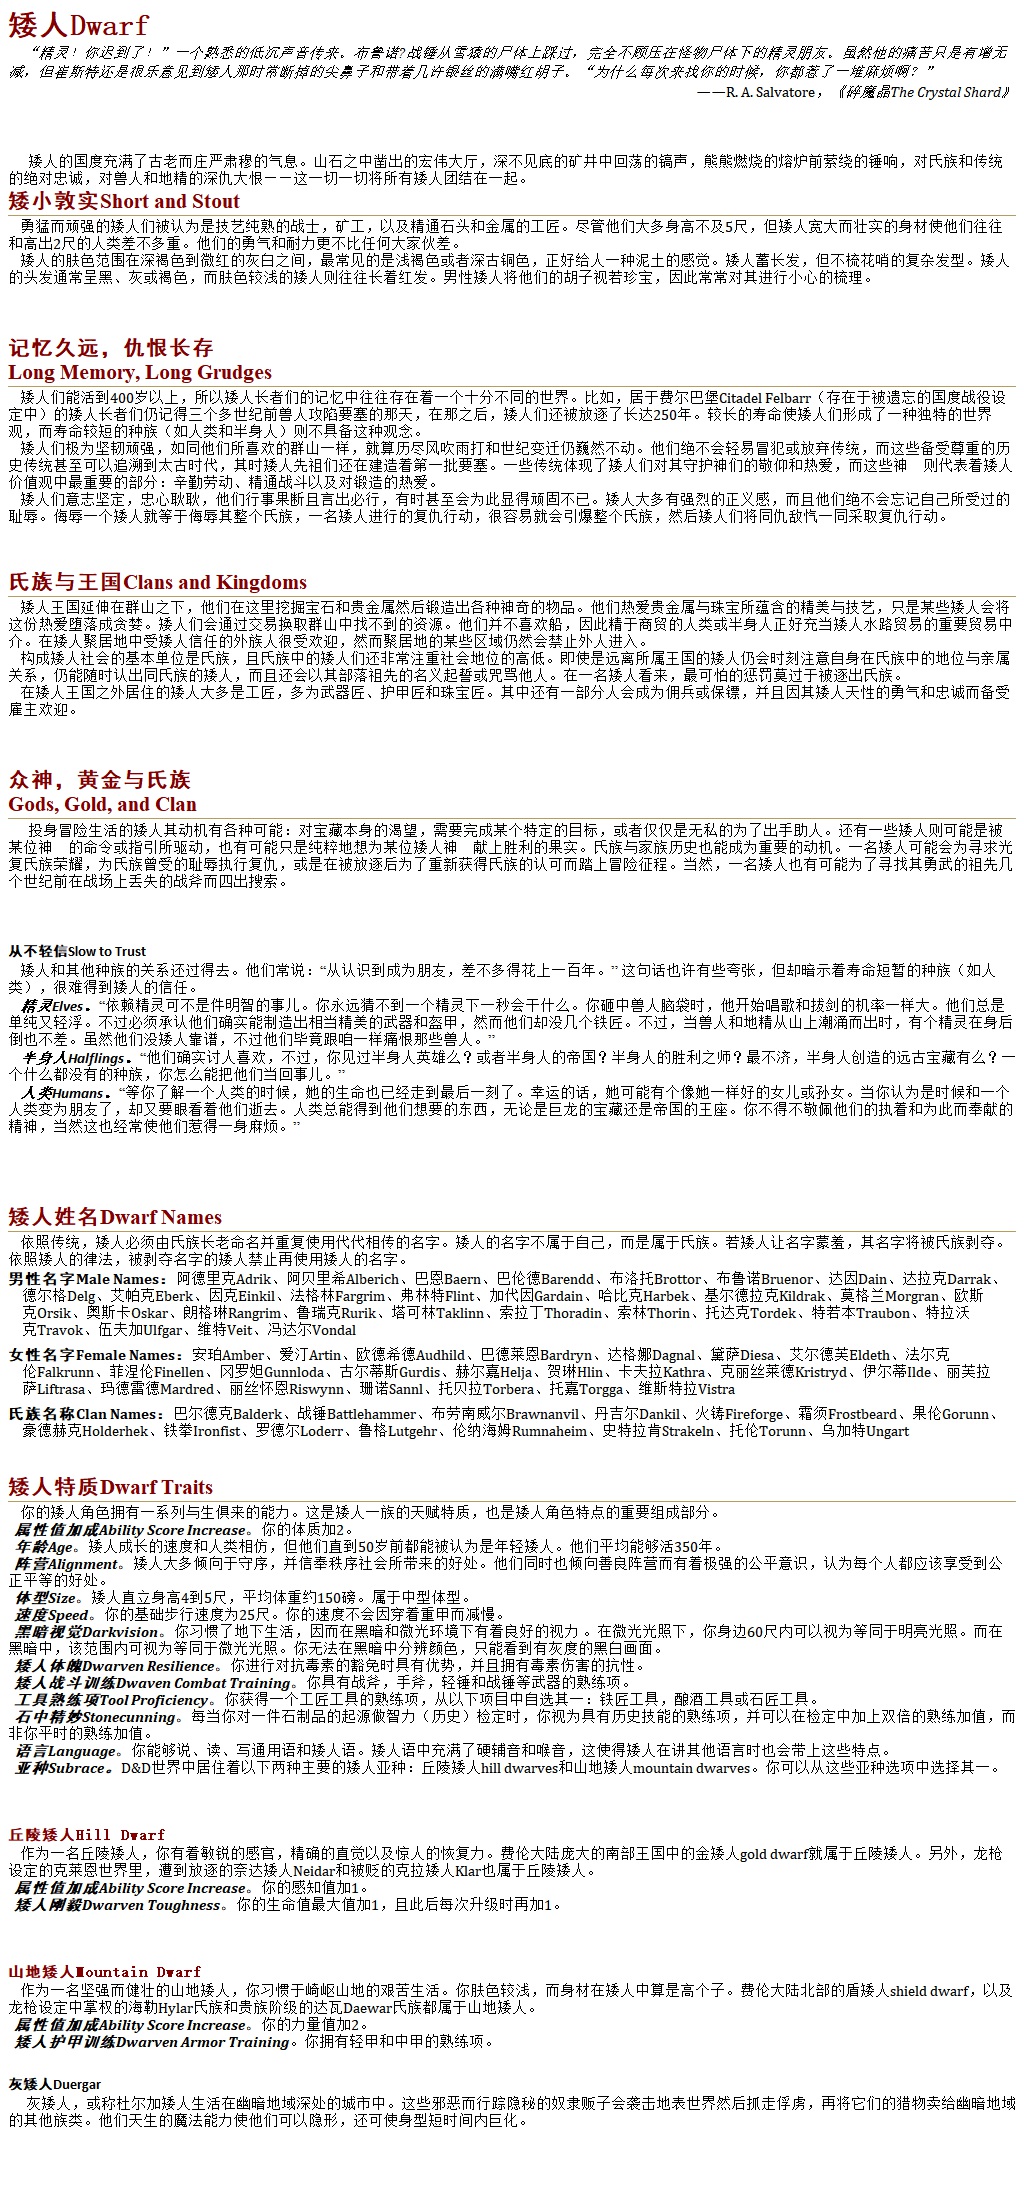 矮人Dwarf
“精灵！你迟到了！”一个熟悉的低沉声音传来。布鲁诺?战锤从雪猿的尸体上踩过，完全不顾压在怪物尸体下的精灵朋友。虽然他的痛苦只是有增无
减，但崔斯特还是很乐意见到矮人那时常断掉的尖鼻子和带着几许银丝的满嘴红胡子。“为什么每次来找你的时候，你都惹了一堆麻烦啊？”
——R. A. Salvatore，《碎魔晶The Crystal Shard》
矮人的国度充满了古老而庄严肃穆的气息。山石之中凿出的宏伟大厅，深不见底的矿井中回荡的镐声，熊熊燃烧的熔炉前萦绕的锤响，对氏族和传统
的绝对忠诚，对兽人和地精的深仇大恨——这一切一切将所有矮人团结在一起。
矮小敦实Short and Stout
勇猛而顽强的矮人们被认为是技艺纯熟的战士，矿工，以及精通石头和金属的工匠。尽管他们大多身高不及5尺，但矮人宽大而壮实的身材使他们往往
和高出2尺的人类差不多重。他们的勇气和耐力更不比任何大家伙差。
矮人的肤色范围在深褐色到微红的灰白之间，最常见的是浅褐色或者深古铜色，正好给人一种泥土的感觉。矮人蓄长发，但不梳花哨的复杂发型。矮人
的头发通常呈黑、灰或褐色，而肤色较浅的矮人则往往长着红发。男性矮人将他们的胡子视若珍宝，因此常常对其进行小心的梳理。
记忆久远，仇恨长存
Long Memory, Long Grudges
矮人们能活到400岁以上，所以矮人长者们的记忆中往往存在着一个十分不同的世界。比如，居于费尔巴堡Citadel Felbarr（存在于被遗忘的国度战役设
定中）的矮人长者们仍记得三个多世纪前兽人攻陷要塞的那天，在那之后，矮人们还被放逐了长达250年。较长的寿命使矮人们形成了一种独特的世界
观，而寿命较短的种族（如人类和半身人）则不具备这种观念。
矮人们极为坚韧顽强，如同他们所喜欢的群山一样，就算历尽风吹雨打和世纪变迁仍巍然不动。他们绝不会轻易冒犯或放弃传统，而这些备受尊重的历
史传统甚至可以追溯到太古时代，其时矮人先祖们还在建造着第一批要塞。一些传统体现了矮人们对其守护神们的敬仰和热爱，而这些神　则代表着矮人
价值观中最重要的部分：辛勤劳动、精通战斗以及对锻造的热爱。
矮人们意志坚定，忠心耿耿，他们行事果断且言出必行，有时甚至会为此显得顽固不已。矮人大多有强烈的正义感，而且他们绝不会忘记自己所受过的
耻辱。侮辱一个矮人就等于侮辱其整个氏族，一名矮人进行的复仇行动，很容易就会引爆整个氏族，然后矮人们将同仇敌忾一同采取复仇行动。
氏族与王国Clans and Kingdoms
矮人王国延伸在群山之下，他们在这里挖掘宝石和贵金属然后锻造出各种神奇的物品。他们热爱贵金属与珠宝所蕴含的精美与技艺，只是某些矮人会将
这份热爱堕落成贪婪。矮人们会通过交易换取群山中找不到的资源。他们并不喜欢船，因此精于商贸的人类或半身人正好充当矮人水路贸易的重要贸易中
介。在矮人聚居地中受矮人信任的外族人很受欢迎，然而聚居地的某些区域仍然会禁止外人进入。
构成矮人社会的基本单位是氏族，且氏族中的矮人们还非常注重社会地位的高低。即使是远离所属王国的矮人仍会时刻注意自身在氏族中的地位与亲属
关系，仍能随时认出同氏族的矮人，而且还会以其部落祖先的名义起誓或咒骂他人。在一名矮人看来，最可怕的惩罚莫过于被逐出氏族。
在矮人王国之外居住的矮人大多是工匠，多为武器匠、护甲匠和珠宝匠。其中还有一部分人会成为佣兵或保镖，并且因其矮人天性的勇气和忠诚而备受
雇主欢迎。
众神，黄金与氏族
Gods, Gold, and Clan
投身冒险生活的矮人其动机有各种可能：对宝藏本身的渴望，需要完成某个特定的目标，或者仅仅是无私的为了出手助人。还有一些矮人则可能是被
某位神　的命令或指引所驱动，也有可能只是纯粹地想为某位矮人神　献上胜利的果实。氏族与家族历史也能成为重要的动机。一名矮人可能会为寻求光
复氏族荣耀，为氏族曾受的耻辱执行复仇，或是在被放逐后为了重新获得氏族的认可而踏上冒险征程。当然，一名矮人也有可能为了寻找其勇武的祖先几
个世纪前在战场上丢失的战斧而四出搜索。
从不轻信Slow to Trust
矮人和其他种族的关系还过得去。他们常说：“从认识到成为朋友，差不多得花上一百年。” 这句话也许有些夸张，但却暗示着寿命短暂的种族（如人
类），很难得到矮人的信任。
精灵Elves。“依赖精灵可不是件明智的事儿。你永远猜不到一个精灵下一秒会干什么。你砸中兽人脑袋时，他开始唱歌和拔剑的机率一样大。他们总是
单纯又轻浮。不过必须承认他们确实能制造出相当精美的武器和盔甲，然而他们却没几个铁匠。不过，当兽人和地精从山上潮涌而出时，有个精灵在身后
倒也不差。虽然他们没矮人靠谱，不过他们毕竟跟咱一样痛恨那些兽人。”
半身人Halflings。“他们确实讨人喜欢，不过，你见过半身人英雄么？或者半身人的帝国？半身人的胜利之师？最不济，半身人创造的远古宝藏有么？一
个什么都没有的种族，你怎么能把他们当回事儿。”
人类Humans。“等你了解一个人类的时候，她的生命也已经走到最后一刻了。幸运的话，她可能有个像她一样好的女儿或孙女。当你认为是时候和一个
人类变为朋友了，却又要眼看着他们逝去。人类总能得到他们想要的东西，无论是巨龙的宝藏还是帝国的王座。你不得不敬佩他们的执着和为此而奉献的
精神，当然这也经常使他们惹得一身麻烦。”
矮人姓名Dwarf Names
依照传统，矮人必须由氏族长老命名并重复使用代代相传的名字。矮人的名字不属于自己，而是属于氏族。若矮人让名字蒙羞，其名字将被氏族剥夺。
依照矮人的律法，被剥夺名字的矮人禁止再使用矮人的名字。
男性名字Male Names：阿德里克Adrik、阿贝里希Alberich、巴恩Baern、巴伦德Barendd、布洛托Brottor、布鲁诺Bruenor、达因Dain、达拉克Darrak、
德尔格Delg、艾帕克Eberk、因克Einkil、法格林Fargrim、弗林特Flint、加代因Gardain、哈比克Harbek、基尔德拉克Kildrak、莫格兰Morgran、欧斯
克Orsik、奥斯卡Oskar、朗格琳Rangrim、鲁瑞克Rurik、塔可林Taklinn、索拉丁Thoradin、索林Thorin、托达克Tordek、特若本Traubon、特拉沃
克Travok、伍夫加Ulfgar、维特Veit、冯达尔Vondal
女性名字Female Names：安珀Amber、爱汀Artin、欧德希德Audhild、巴德莱恩Bardryn、达格娜Dagnal、黛萨Diesa、艾尔德芙Eldeth、法尔克
伦Falkrunn、菲涅伦Finellen、冈罗妲Gunnloda、古尔蒂斯Gurdis、赫尔嘉Helja、贺琳Hlin、卡夫拉Kathra、克丽丝莱德Kristryd、伊尔蒂Ilde、丽芙拉
萨Liftrasa、玛德雷德Mardred、丽丝怀恩Riswynn、珊诺Sannl、托贝拉Torbera、托嘉Torgga、维斯特拉Vistra
氏族名称Clan Names：巴尔德克Balderk、战锤Battlehammer、布劳南威尔Brawnanvil、丹吉尔Dankil、火铸Fireforge、霜须Frostbeard、果伦Gorunn、
豪德赫克Holderhek、铁拳Ironfist、罗德尔Loderr、鲁格Lutgehr、伦纳海姆Rumnaheim、史特拉肯Strakeln、托伦Torunn、乌加特Ungart
矮人特质Dwarf Traits
你的矮人角色拥有一系列与生俱来的能力。这是矮人一族的天赋特质，也是矮人角色特点的重要组成部分。
属性值加成Ability Score Increase。你的体质加2。
年龄Age。矮人成长的速度和人类相仿，但他们直到50岁前都能被认为是年轻矮人。他们平均能够活350年。
阵营Alignment。矮人大多倾向于守序，并信奉秩序社会所带来的好处。他们同时也倾向善良阵营而有着极强的公平意识，认为每个人都应该享受到公
正平等的好处。
体型Size。矮人直立身高4到5尺，平均体重约150磅。属于中型体型。
速度Speed。你的基础步行速度为25尺。你的速度不会因穿着重甲而减慢。
黑暗视觉Darkvision。你习惯了地下生活，因而在黑暗和微光环境下有着良好的视力 。在微光光照下，你身边60尺内可以视为等同于明亮光照。而在
黑暗中，该范围内可视为等同于微光光照。你无法在黑暗中分辨颜色，只能看到有灰度的黑白画面。
矮人体魄Dwarven Resilience。你进行对抗毒素的豁免时具有优势，并且拥有毒素伤害的抗性。
矮人战斗训练Dwaven Combat Training。你具有战斧，手斧，轻锤和战锤等武器的熟练项。
工具熟练项Tool Proficiency。你获得一个工匠工具的熟练项，从以下项目中自选其一：铁匠工具，酿酒工具或石匠工具。
石中精妙Stonecunning。每当你对一件石制品的起源做智力（历史）检定时，你视为具有历史技能的熟练项，并可以在检定中加上双倍的熟练加值，而
非你平时的熟练加值。
语言Language。你能够说、读、写通用语和矮人语。矮人语中充满了硬辅音和喉音，这使得矮人在讲其他语言时也会带上这些特点。
亚种Subrace。D&D世界中居住着以下两种主要的矮人亚种：丘陵矮人hill dwarves和山地矮人mountain dwarves。你可以从这些亚种选项中选择其一。
丘陵矮人Hill Dwarf
作为一名丘陵矮人，你有着敏锐的感官，精确的直觉以及惊人的恢复力。费伦大陆庞大的南部王国中的金矮人gold dwarf就属于丘陵矮人。另外，龙枪
设定的克莱恩世界里，遭到放逐的奈达矮人Neidar和被贬的克拉矮人Klar也属于丘陵矮人。
属性值加成Ability Score Increase。你的感知值加1。
矮人刚毅Dwarven Toughness。你的生命值最大值加1，且此后每次升级时再加1。
山地矮人Mountain Dwarf
作为一名坚强而健壮的山地矮人，你习惯于崎岖山地的艰苦生活。你肤色较浅，而身材在矮人中算是高个子。费伦大陆北部的盾矮人shield dwarf，以及
龙枪设定中掌权的海勒Hylar氏族和贵族阶级的达瓦Daewar氏族都属于山地矮人。
属性值加成Ability Score Increase。你的力量值加2。
矮人护甲训练Dwarven Armor Training。你拥有轻甲和中甲的熟练项。
灰矮人Duergar
灰矮人，或称杜尔加矮人生活在幽暗地域深处的城市中。这些邪恶而行踪隐秘的奴隶贩子会袭击地表世界然后抓走俘虏，再将它们的猎物卖给幽暗地域
的其他族类。他们天生的魔法能力使他们可以隐形，还可使身型短时间内巨化。